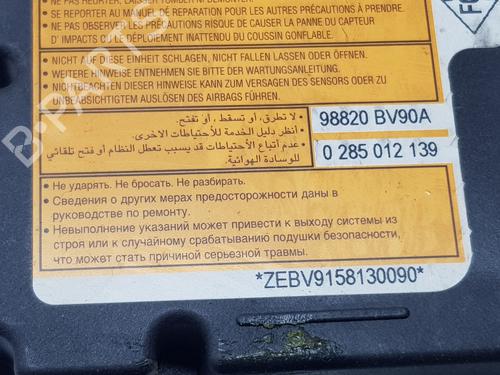 NE PAS HEURTER, LAISSER TOMBER NI DEMONTER.
• SE REPORTER AU MANUEL DE RÉPARATION POUR LES AUTRES PRÉCAUTIONS À PRENDRE.
• NE PAS OBSERVER CES PRÉCAUTIONS RISQUE DE CAUSER LA PANNE DU CAPTEUR
D' IMPACTS OU LE DÉPLOIEMENT INATTENDU DU COUSSIN GONFLABLE.
• NICHT AUF DIESE EINHEIT SCHLAGEN, NICHT FALLEN LASSEN ODER ÖFFNEN.
• WEITERE HINWEISE ENTNEHMEN SIE BITTE DER WARTUNGSANLEITUNG.
• NICHTBEACHTEN DIESER HINWEISE KANN ZUM VERSAGEN DES SENSORS ODER ZU
UNBEABSICHTIGTEM AUSLÖSEN DES AIRBAGS FÜHREN.
• لا تطرق، أو تسقط، أو تفتح.
• أنظر دليل الخدمة للأحتياطات الاخرى.
• عدم أتباع الأحتياطات قد يسبب تعطل النظام أو فتح تلقائي
للوسادة الهوائية.
98820 BV90A
0 285 012 139
• Не ударять. Не бросать. Не разбирать.
• Сведения о других мерах предосторожности даны в
руководстве по ремонту.
• Невыполнение указаний может привести к выходу системы из
строя или к случайному срабатыванию подушки безопасности,
что может стать причиной серьезной травмы.
*ZEBV9158130090*
B-PARTS